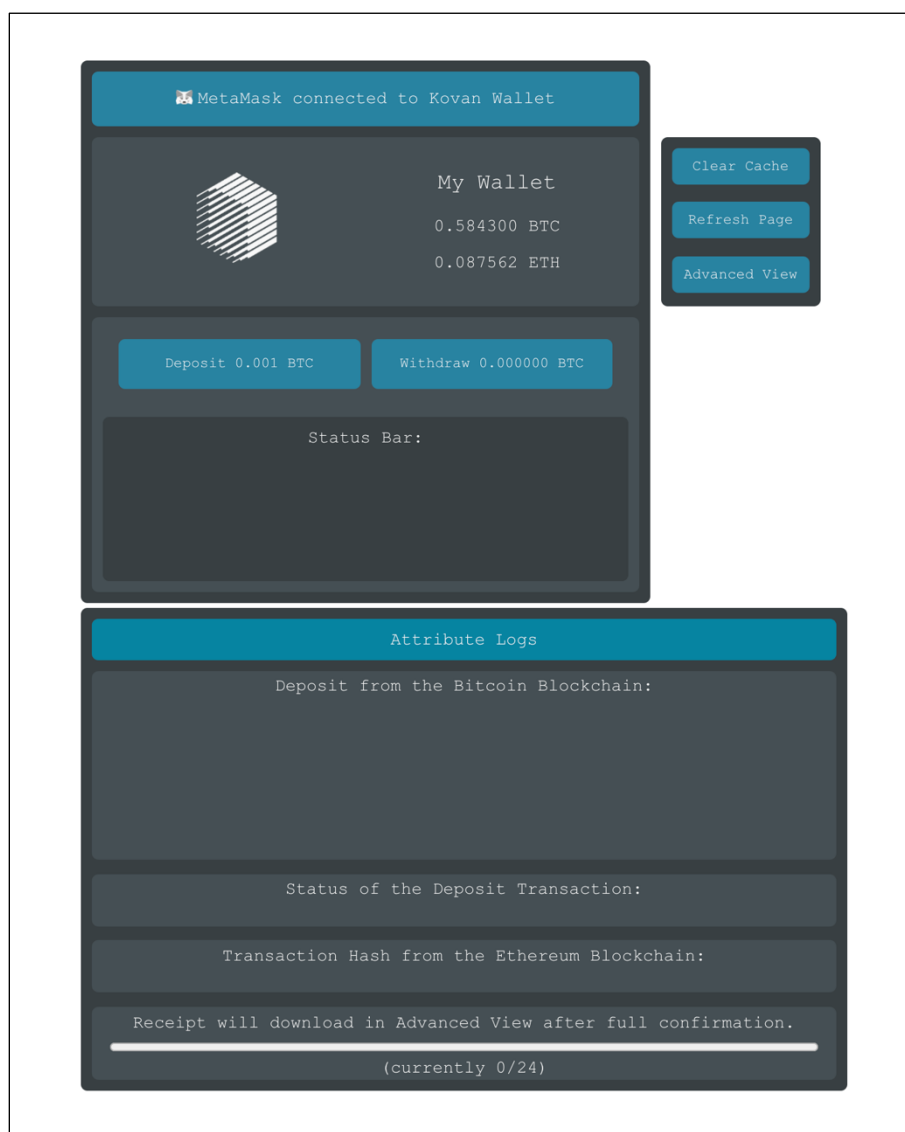 MetaMask connected to Kovan Wallet
My Wallet
0.584300 BTC
0.087562 ETH
Clear Cache
Refresh Page
Advanced View
Deposit 0.001 BTC
Withdraw 0.000000 BTC
Status Bar:
Attribute Logs
Deposit from the Bitcoin Blockchain:
Status of the Deposit Transaction:
Transaction Hash from the Ethereum Blockchain:
Receipt will download in Advanced View after full confirmation.
(currently 0/24)